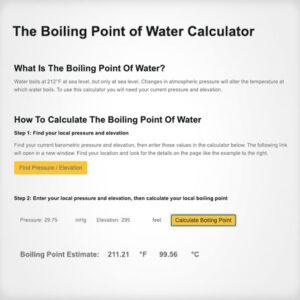 The Boiling Point of Water Calculator
What Is The Boiling Point Of Water?
Water boils at 212°F at sea level, but only at sea level. Changes in atmospheric pressure will alter the temperature at
which water boils. To use this calculator you will need your current pressure and elevation.
How To Calculate The Boiling Point Of Water
Step 1: Find your local pressure and elevation
Find your current barometric pressure and elevation, then enter those values in the calculator below. The following link
will open in a new window. Find your location and look for the details on the page like the example to the right.
Find Pressure / Elevation
Step 2: Enter your local pressure and elevation, then calculate your local boiling point
Pressure: 29.75 inHg Elevation: 295 feet Calculate Boiling Point
Boiling Point Estimate: 211.21 °F 99.56 °C